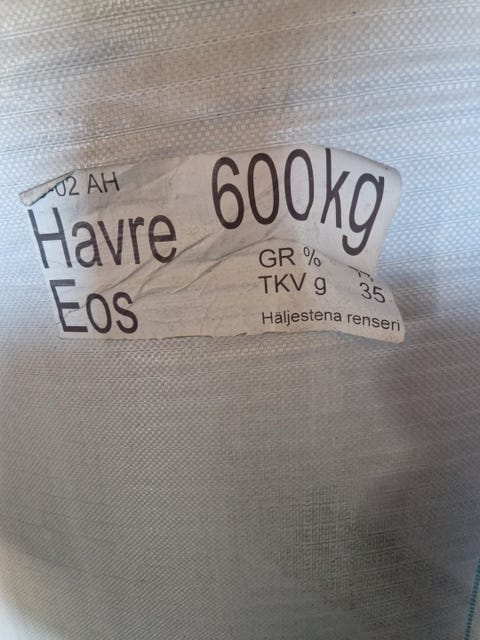 -02 AH
600kg
Havre
Eos
GR %
TKV g 35
Häljestena renseri